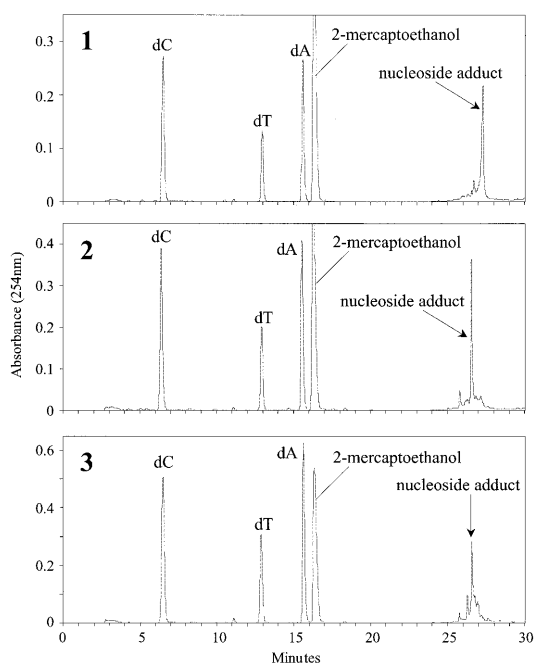 0.3
1
dC
dT
dA
2-mercaptoethanol
nucleoside adduct
0.2
0.1
0
0.4
2
dC
dT
dA
2-mercaptoethanol
nucleoside adduct
0.3
0.2
0.1
0
Absorbance (254nm)
0.6
3
dC
dT
dA
2-mercaptoethanol
nucleoside adduct
0.4
0.2
0
0 5 10 15 20 25 30
Minutes